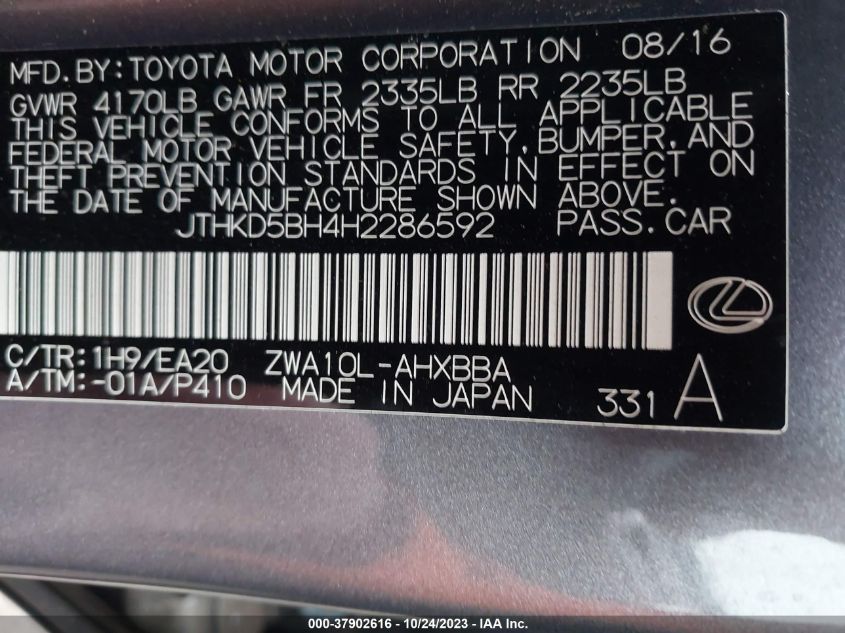 MFD.BY:TOYOTA MOTOR CORPORATION 08/16
GVWR 4170LB GAWR FR 2335LB RR 2235LB
THIS VEHICLE CONFORMS TO ALL APPLICABLE
FEDERAL MOTOR VEHICLE SAFETY,BUMPER,AND
THEFT PREVENTION STANDARDS IN EFFECT ON
THE DATE OF MANUFACTURE SHOWN ABOVE.
JTHKD5BH4H2286592 PASS.CAR
C/TR:1H9/EA20 ZWA10L-AHXBBA
A/TM:-01A/P410 MADE IN JAPAN 331 A
000-37902616 - 10/24/2023 - IAA Inc.